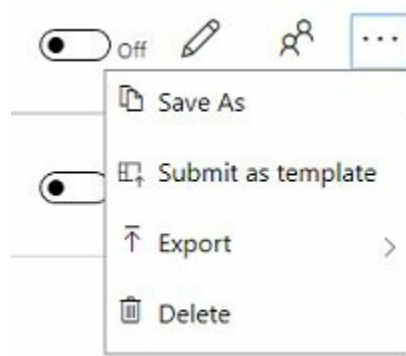 Off
Save As
Submit as template
Export
Delete